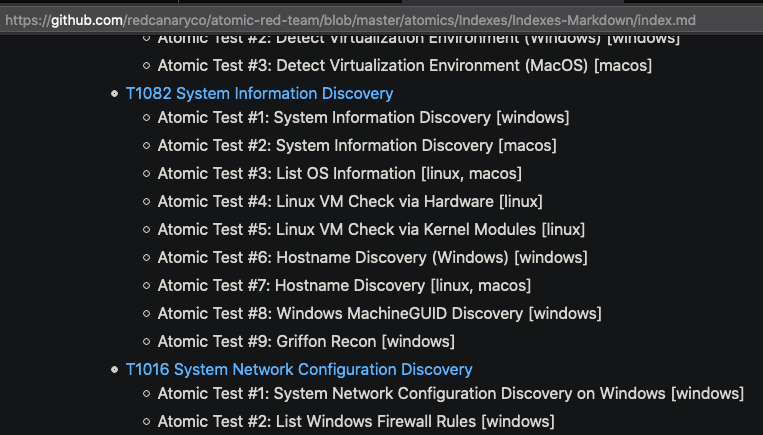 https://github.com/redcanaryco/atomic-red-team/blob/master/atomics/Indexes/Indexes-Markdown/index.md
Atomic Test #2: Detect Virtualization Environment (Windows) [windows]
Atomic Test #3: Detect Virtualization Environment (MacOS) [macos]
T1082 System Information Discovery
Atomic Test #1: System Information Discovery [windows]
Atomic Test #2: System Information Discovery [macos]
Atomic Test #3: List OS Information [linux, macos]
Atomic Test #4: Linux VM Check via Hardware [linux]
Atomic Test #5: Linux VM Check via Kernel Modules [linux]
Atomic Test #6: Hostname Discovery (Windows) [windows]
Atomic Test #7: Hostname Discovery [linux, macos]
Atomic Test #8: Windows MachineGUID Discovery [windows]
Atomic Test #9: Griffon Recon [windows]
T1016 System Network Configuration Discovery
Atomic Test #1: System Network Configuration Discovery on Windows [windows]
Atomic Test #2: List Windows Firewall Rules [windows]